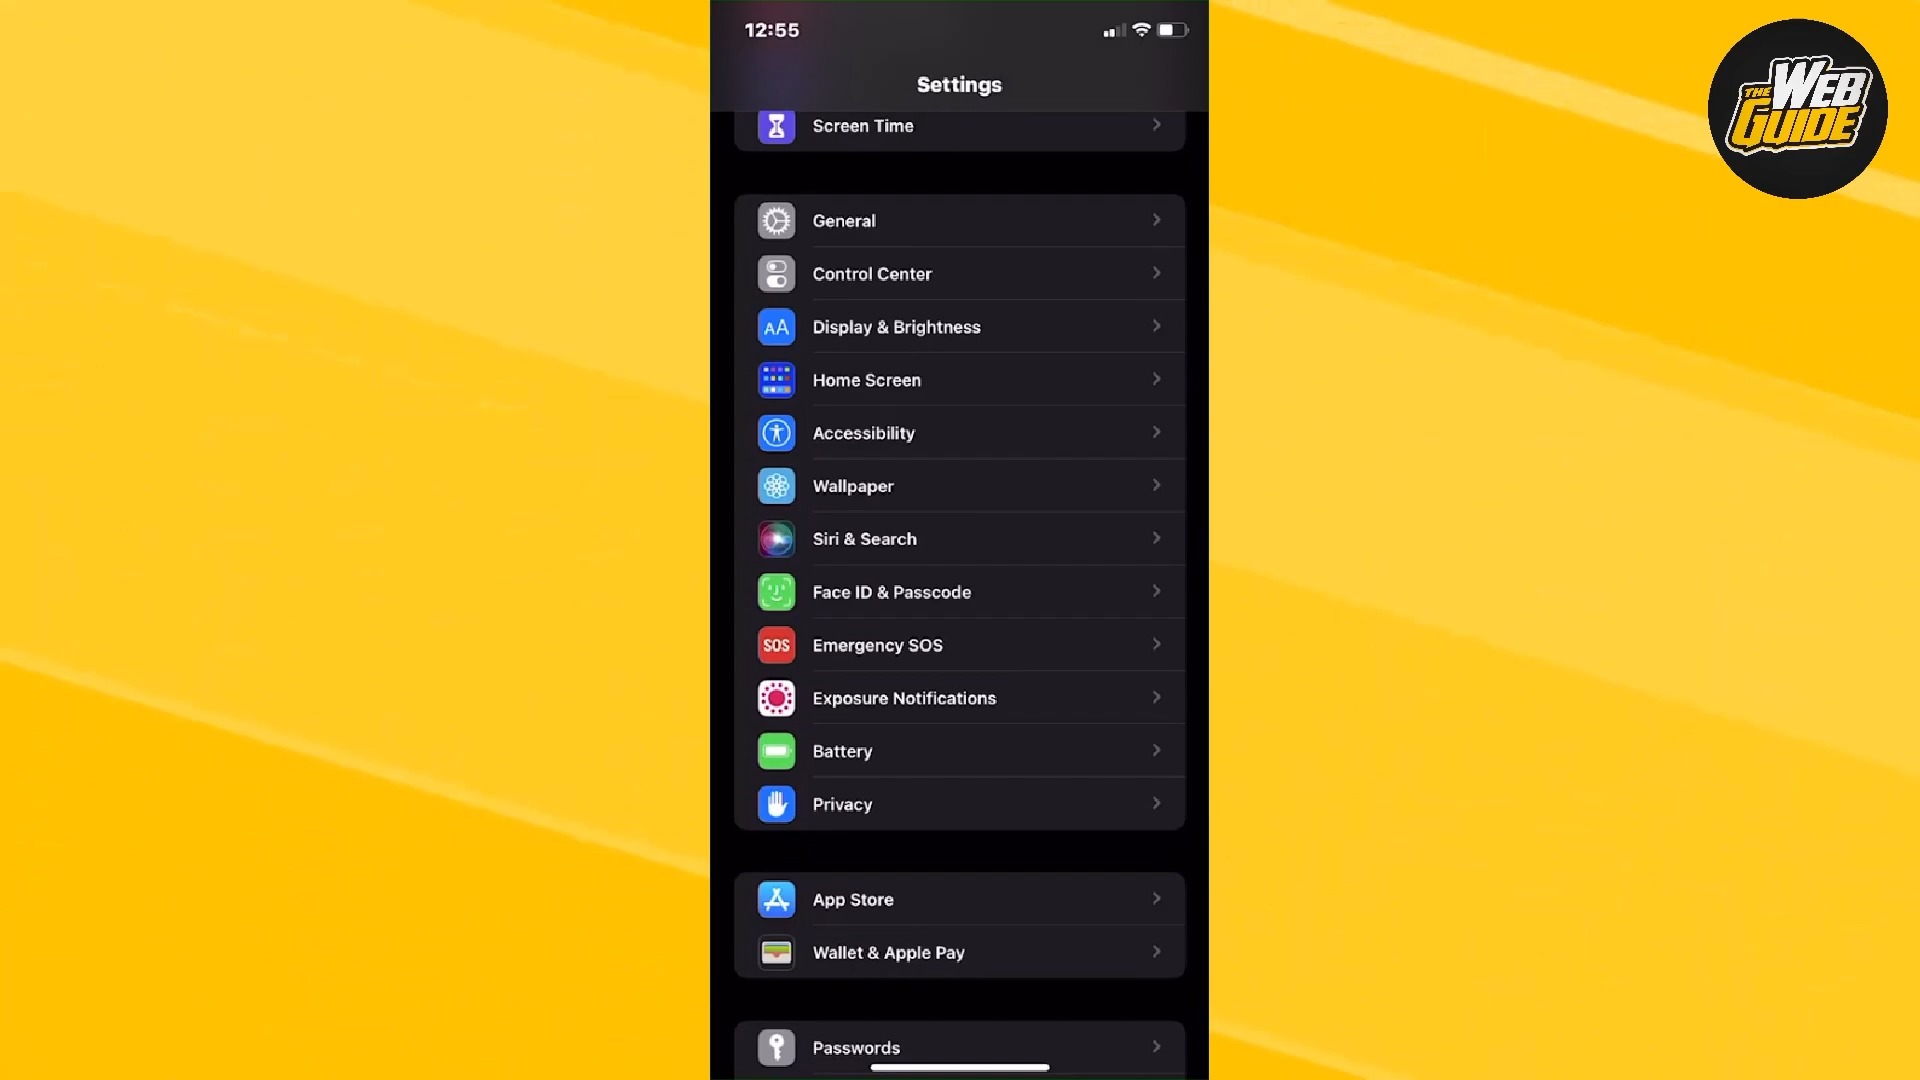 12:55
THE WEB
GUIDE
Settings
Screen Time
General
Control Center
AA Display & Brightness
Home Screen
Accessibility
Wallpaper
Siri & Search
Face ID & Passcode
SOS Emergency SOS
Exposure Notifications
Battery
Privacy
App Store
Wallet & Apple Pay
Passwords